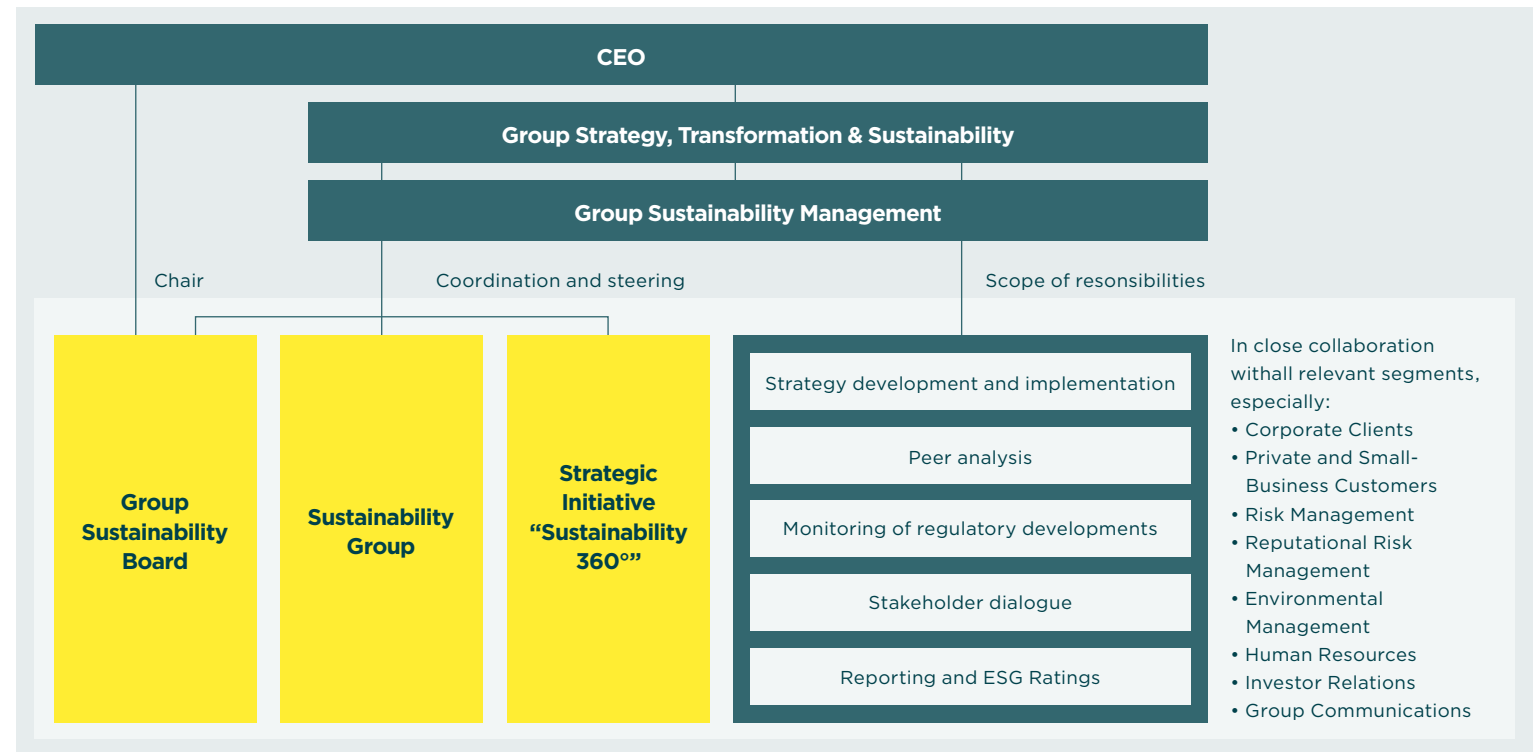 CEO
Group Strategy, Transformation & Sustainability
Group Sustainability Management
Chair
Coordination and steering
Scope of resonsibilities
Group
Sustainability
Board
Sustainability
Group
Strategic
Initiative
“Sustainability
360°”
Strategy development and implementation
Peer analysis
Monitoring of regulatory developments
Stakeholder dialogue
Reporting and ESG Ratings
In close collaboration
withall relevant segments,
especially:
• Corporate Clients
• Private and Small-
Business Customers
• Risk Management
• Reputational Risk
Management
• Environmental
Management
• Human Resources
• Investor Relations
• Group Communications